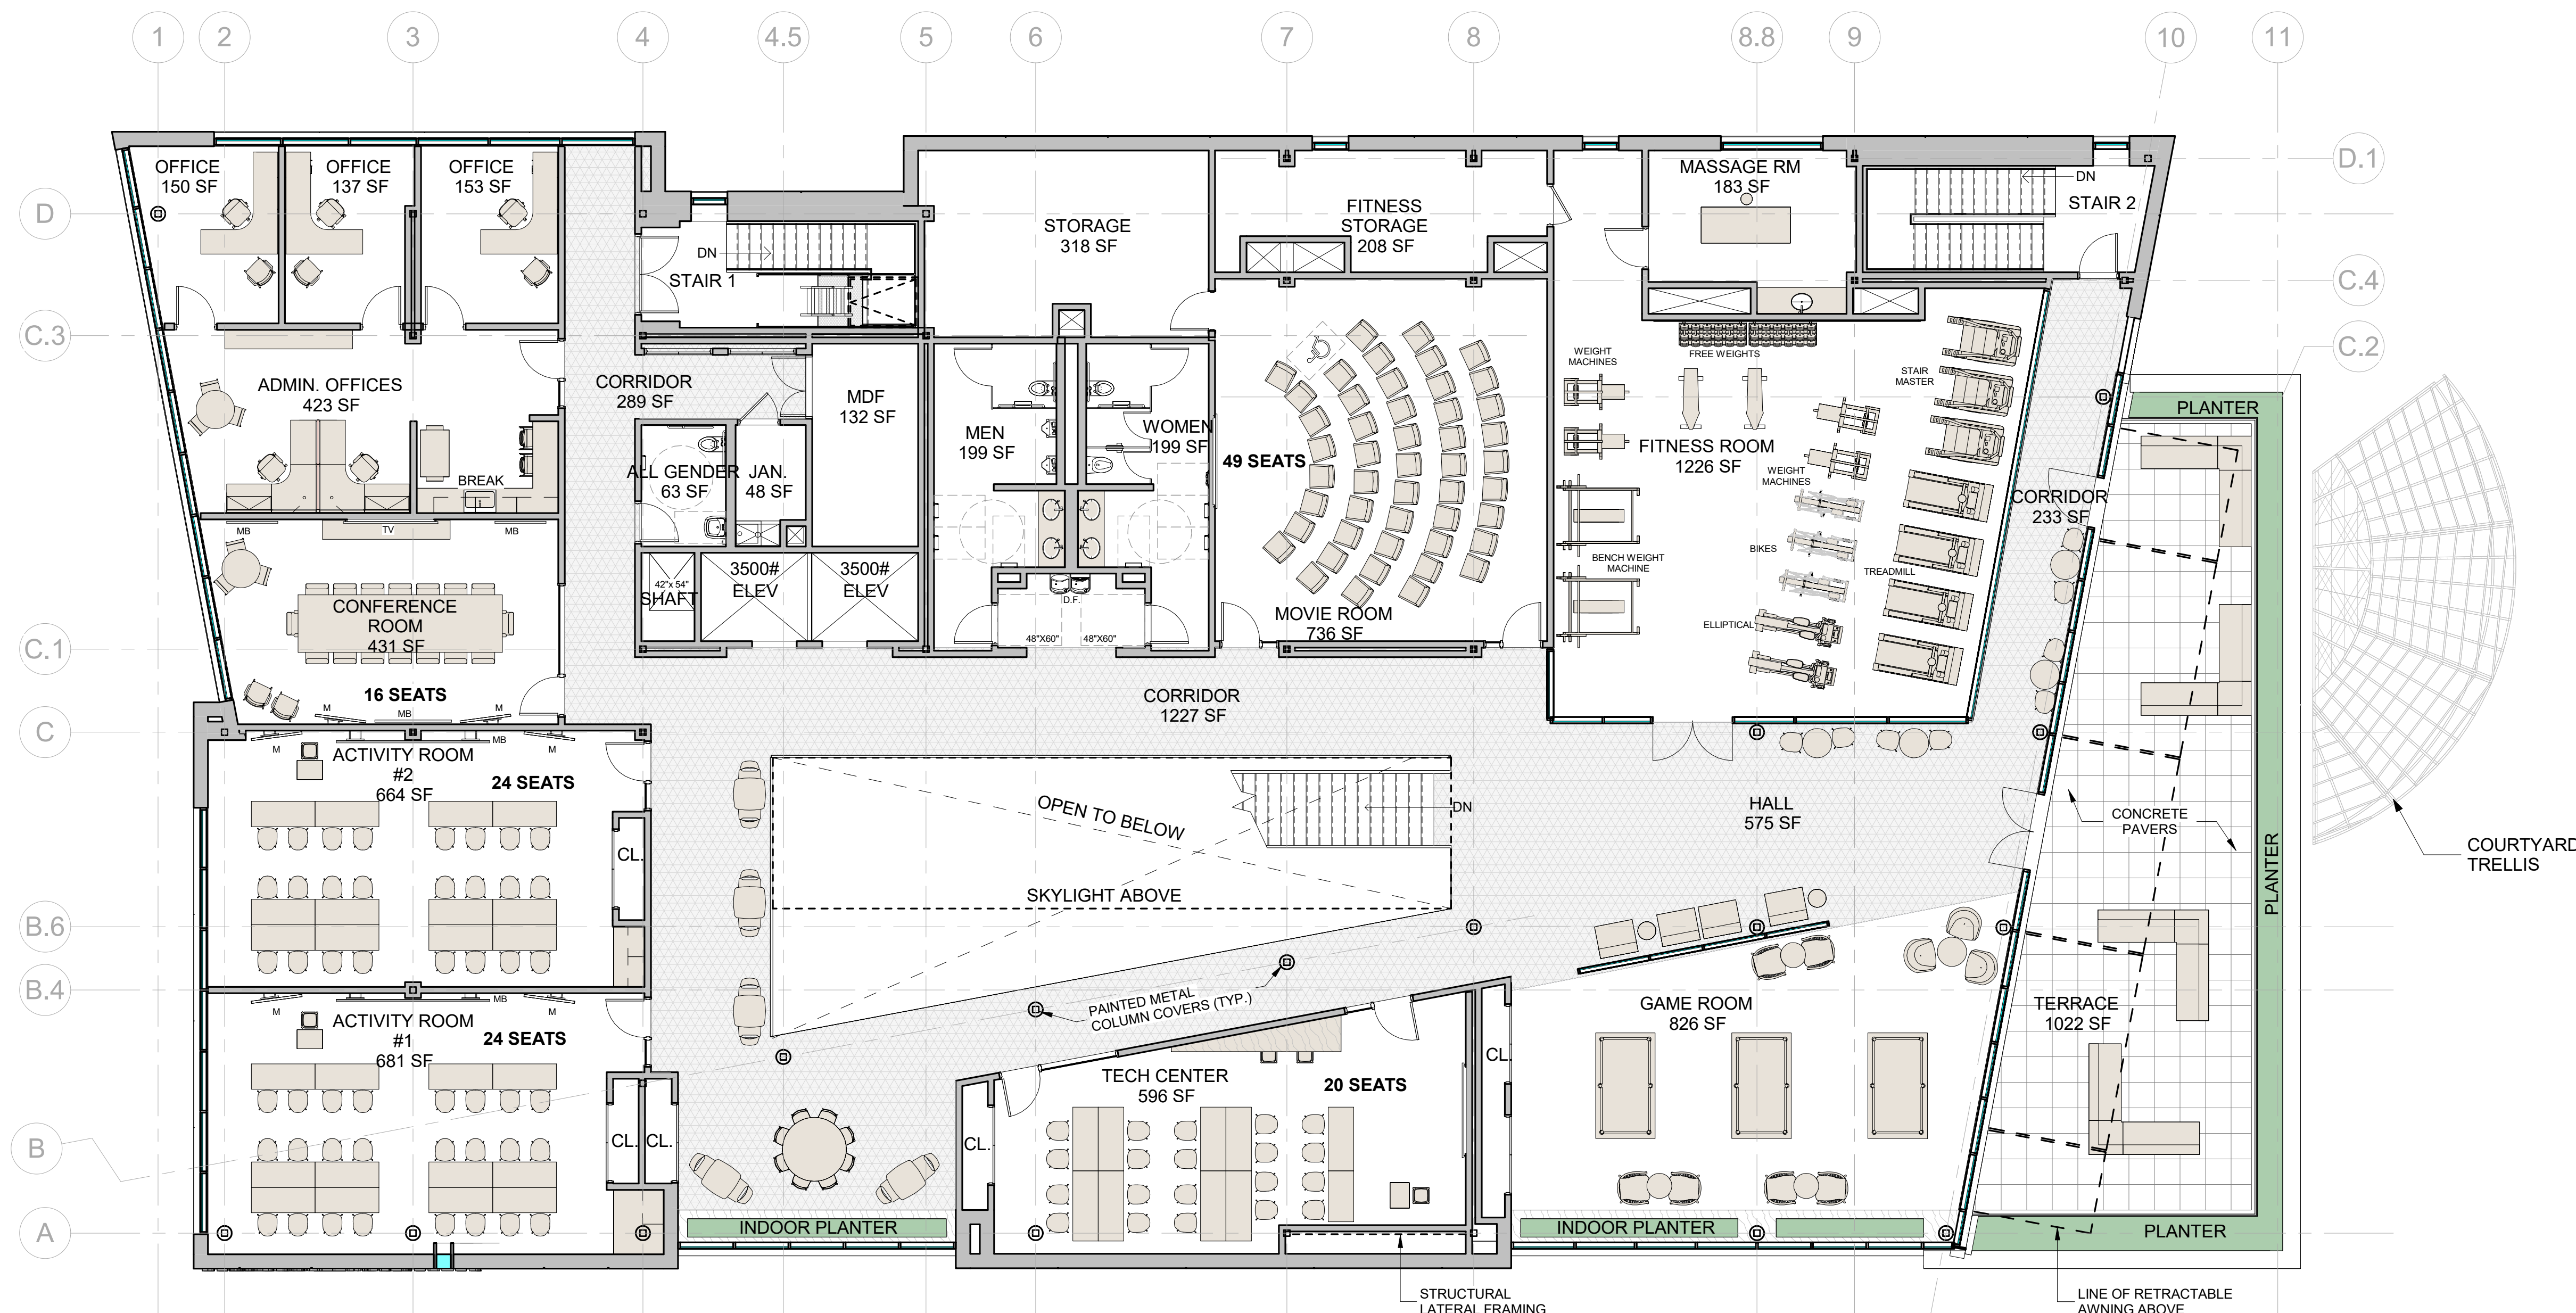 1 2 3 4 4.5 5 6 7 8 8.8 9 10 11
D
C.3
C.1
C
B.6
B.4
B
A
D.1
C.4
C.2
OFFICE
150 SF
OFFICE
137 SF
OFFICE
153 SF
DN
STAIR 1
STORAGE
318 SF
FITNESS
STORAGE
208 SF
MASSAGE RM
183 SF
DN
STAIR 2
ADMIN. OFFICES
423 SF
BREAK
CORRIDOR
289 SF
MDF
132 SF
ALL GENDER
63 SF
JAN.
48 SF
MEN
199 SF
WOMEN
199 SF
49 SEATS
MOVIE ROOM
736 SF
WEIGHT
MACHINES
FREE WEIGHTS
STAIR
MASTER
FITNESS ROOM
1226 SF
WEIGHT
MACHINES
BIKES
BENCH WEIGHT
MACHINE
TREADMILL
ELLIPTICAL
CORRIDOR
233 SF
PLANTER
MB
TV
MB
CONFERENCE
ROOM
431 SF
16 SEATS
M
MB
M
42"x 54"
SHAFT
3500#
ELEV
3500#
ELEV
D.F.
48"X60"
48"X60"
CORRIDOR
1227 SF
M
MB
M
ACTIVITY ROOM
#2
664 SF
24 SEATS
CL.
OPEN TO BELOW
DN
SKYLIGHT ABOVE
HALL
575 SF
CONCRETE
PAVERS
PLANTER
COURTYARD
TRELLIS
M
MB
M
ACTIVITY ROOM
#1
681 SF
24 SEATS
CL.
CL.
PAINTED METAL
COLUMN COVERS (TYP.)
TECH CENTER
596 SF
20 SEATS
CL.
CL.
GAME ROOM
826 SF
TERRACE
1022 SF
INDOOR PLANTER
INDOOR PLANTER
PLANTER
STRUCTURAL
LATERAL FRAMING
LINE OF RETRACTABLE
AWNING ABOVE